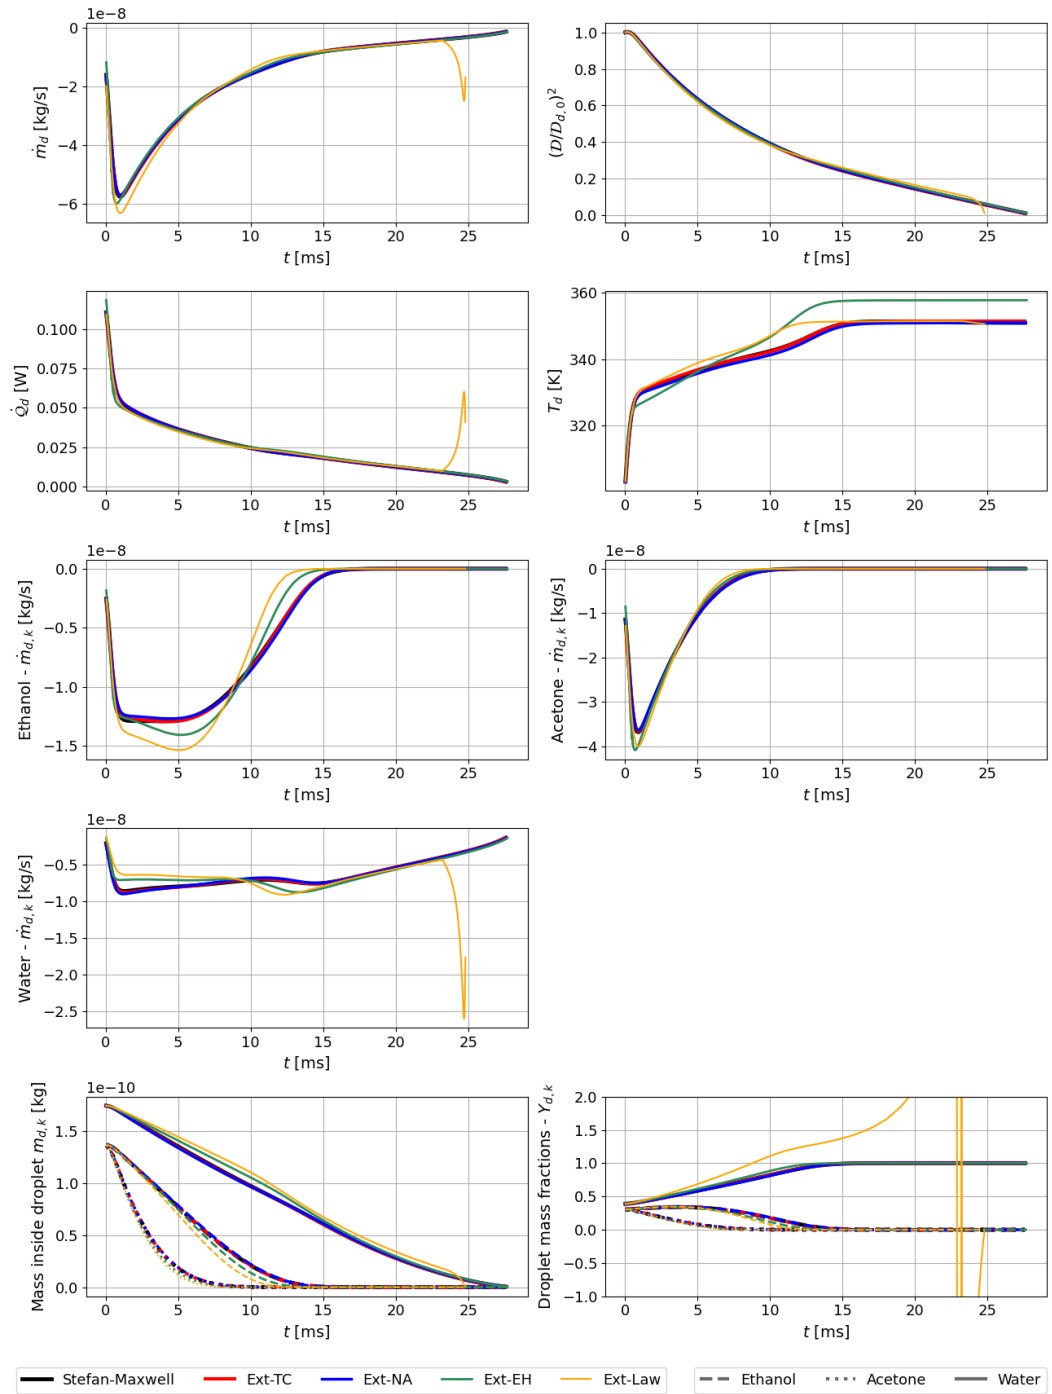 1e−8
0
−2
−4
−6
ṁ_d [kg/s]
0 5 10 15 20 25
t [ms]
1.0
0.8
0.6
0.4
0.2
0.0
(𝒟/𝒟_{d,0})²
0 5 10 15 20 25
t [ms]
0.100
0.075
0.050
0.025
0.000
𝒬̇_d [W]
0 5 10 15 20 25
t [ms]
360
340
320
T_d [K]
0 5 10 15 20 25
t [ms]
1e−8
0.0
−0.5
−1.0
−1.5
Ethanol - ṁ_{d,k} [kg/s]
0 5 10 15 20 25
t [ms]
1e−8
0
−1
−2
−3
−4
Acetone - ṁ_{d,k} [kg/s]
0 5 10 15 20 25
t [ms]
1e−8
−0.5
−1.0
−1.5
−2.0
−2.5
Water - ṁ_{d,k} [kg/s]
0 5 10 15 20 25
t [ms]
1e−10
1.5
1.0
0.5
0.0
Mass inside droplet m_{d,k} [kg]
0 5 10 15 20 25
t [ms]
2.0
1.5
1.0
0.5
0.0
−0.5
−1.0
Droplet mass fractions - Y_{d,k}
0 5 10 15 20 25
t [ms]
Stefan-Maxwell Ext-TC Ext-NA Ext-EH Ext-Law Ethanol Acetone Water